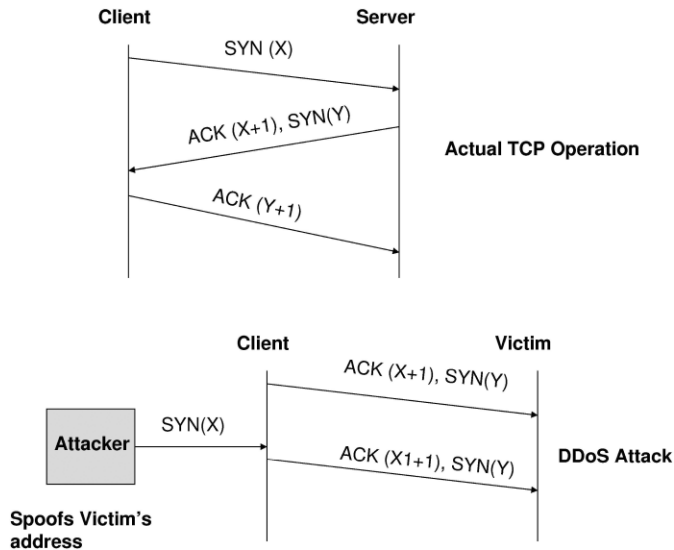 Client Server
SYN (X)
ACK (X+1), SYN(Y)
Actual TCP Operation
ACK (Y+1)
Client Victim
ACK (X+1), SYN(Y)
SYN(X)
Attacker
ACK (X1+1), SYN(Y)
DDoS Attack
Spoofs Victim's
address